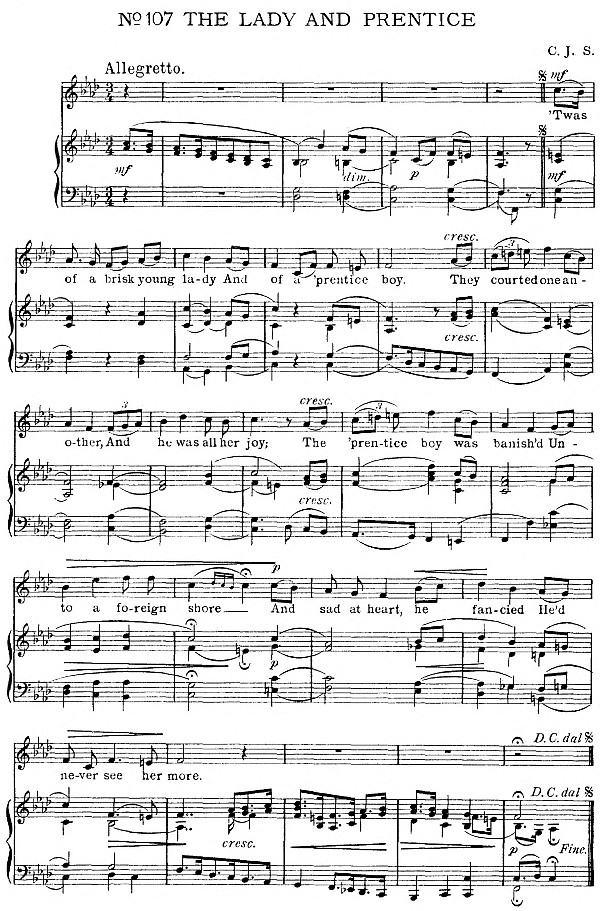 No 107 THE LADY AND PRENTICE
C. J. S.
Allegretto.
mf
'Twas
mf
dim.
p
mf
cresc.
of a brisk young la-dy And of a 'prentice boy. They courted one an-
cresc.
cresc.
o-ther, And he was all her joy; The 'pren-tice boy was banish'd Un-
cresc.
p
to a fo-reign shore And sad at heart, he fan-cied He'd
p
D. C. dal
ne-ver see her more.
D. C. dal
cresc.
p Fine.